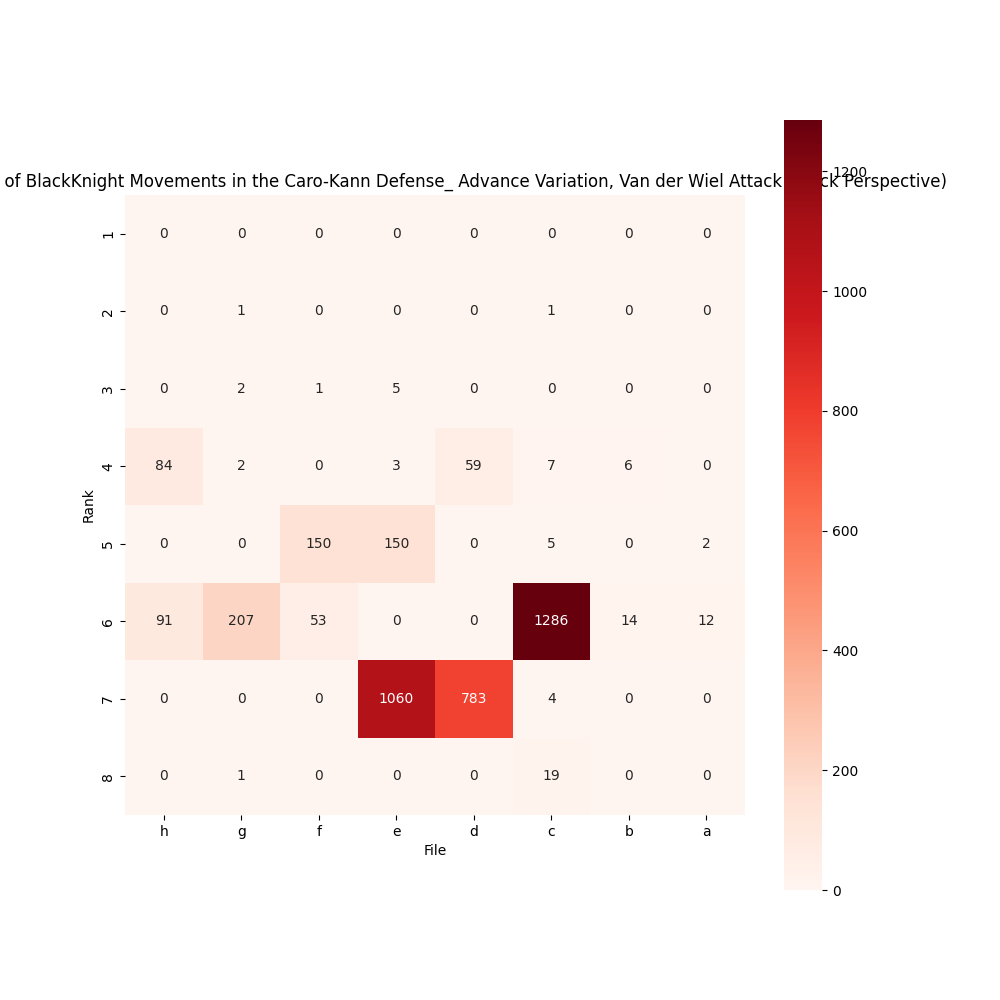 of BlackKnight Movements in the Caro-Kann Defense_ Advance Variation, Van der Wiel Attack Perspective)
1 0 0 0 0 0 0 0 0
2 0 1 0 0 0 1 0 0
3 0 2 1 5 0 0 0 0
4 84 2 0 3 59 7 6 0
Rank
5 0 0 150 150 0 5 0 2
6 91 207 53 0 0 1286 14 12
7 0 0 0 1060 783 4 0 0
8 0 1 0 0 0 19 0 0
h g f e d c b a
File
1200
1000
800
600
400
200
0